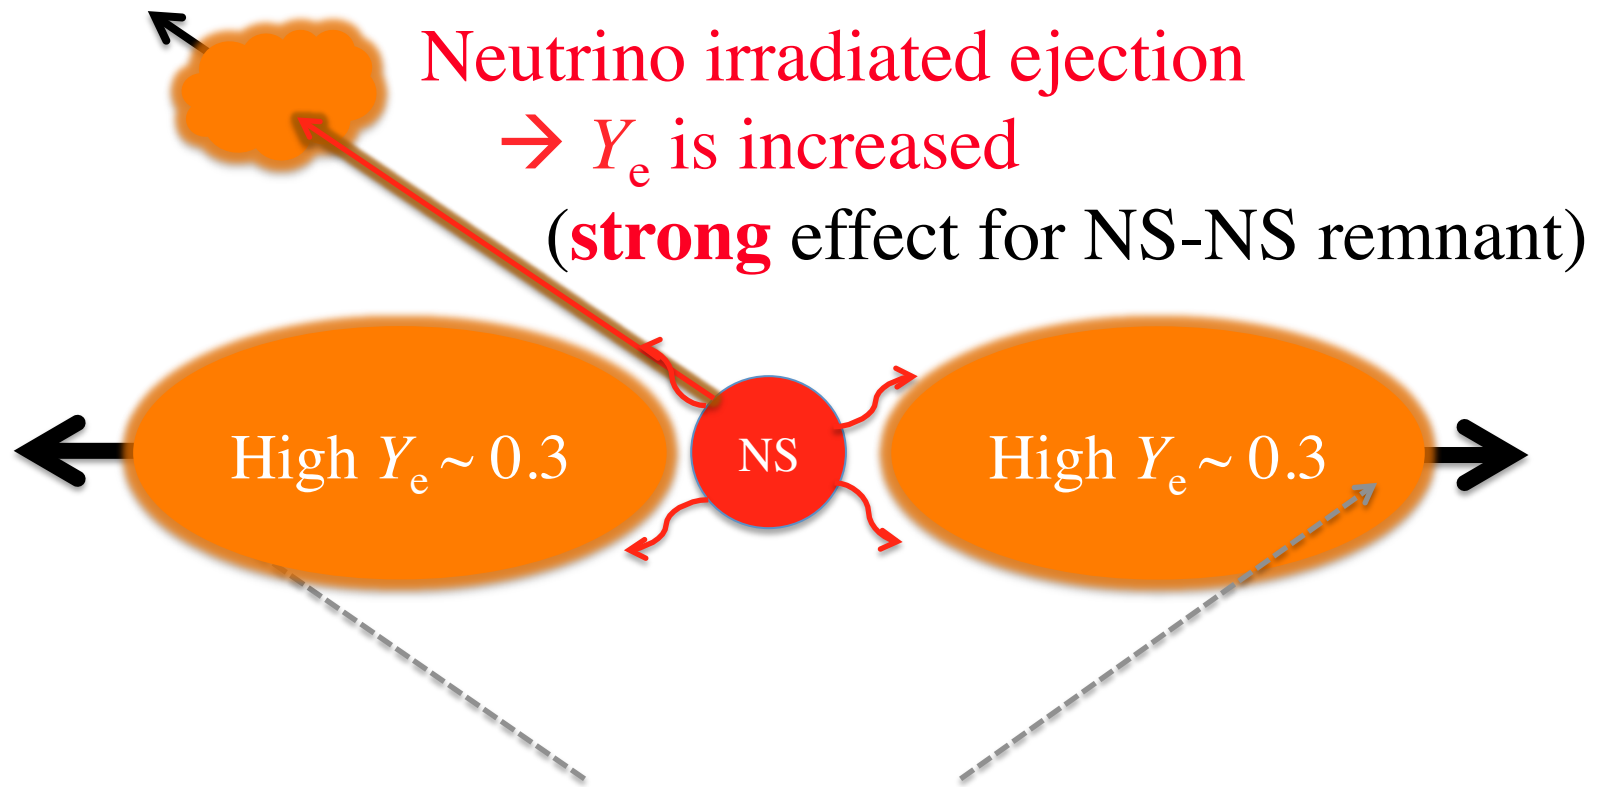 Neutrino irradiated ejection
→ Ye is increased
(strong effect for NS-NS remnant)
High Ye ~ 0.3
NS
High Ye ~ 0.3